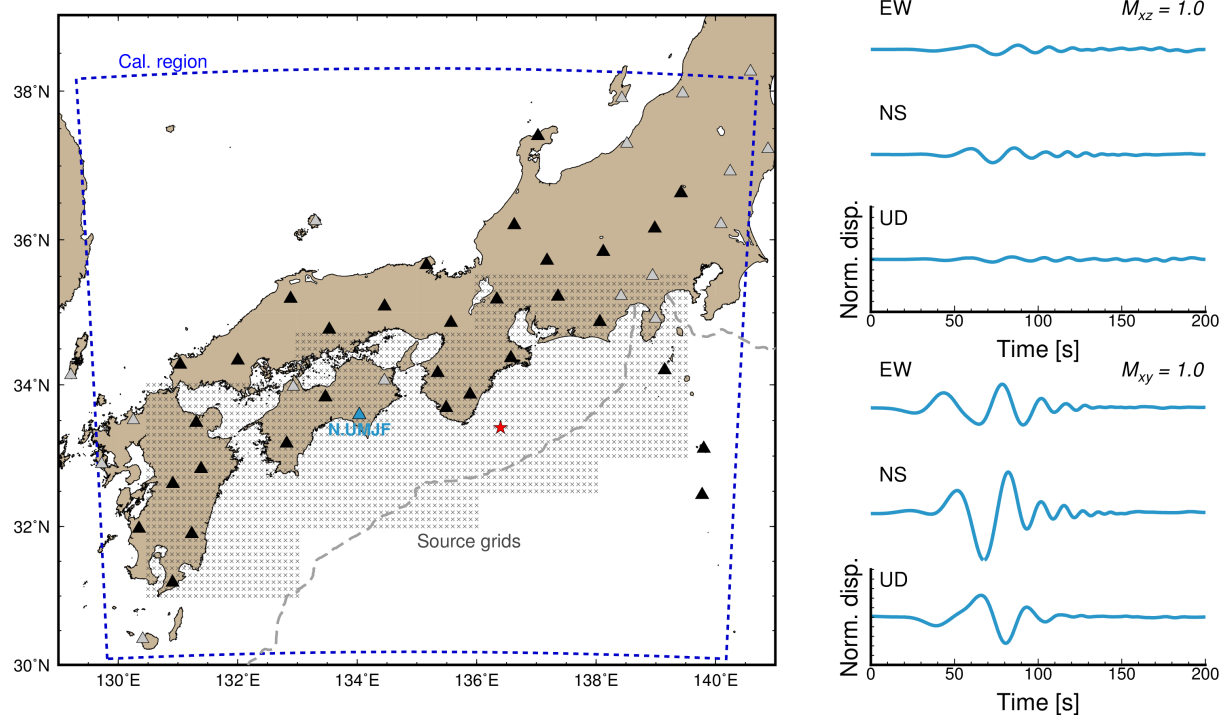 Cal. region
38°N
36°N
34°N
32°N
30°N
130°E
132°E
134°E
136°E
138°E
140°E
N.UMJF
Source grids
EW
M_xz = 1.0
NS
UD
Norm. disp.
0
50
100
150
200
Time [s]
EW
M_xy = 1.0
NS
UD
Norm. disp.
0
50
100
150
200
Time [s]